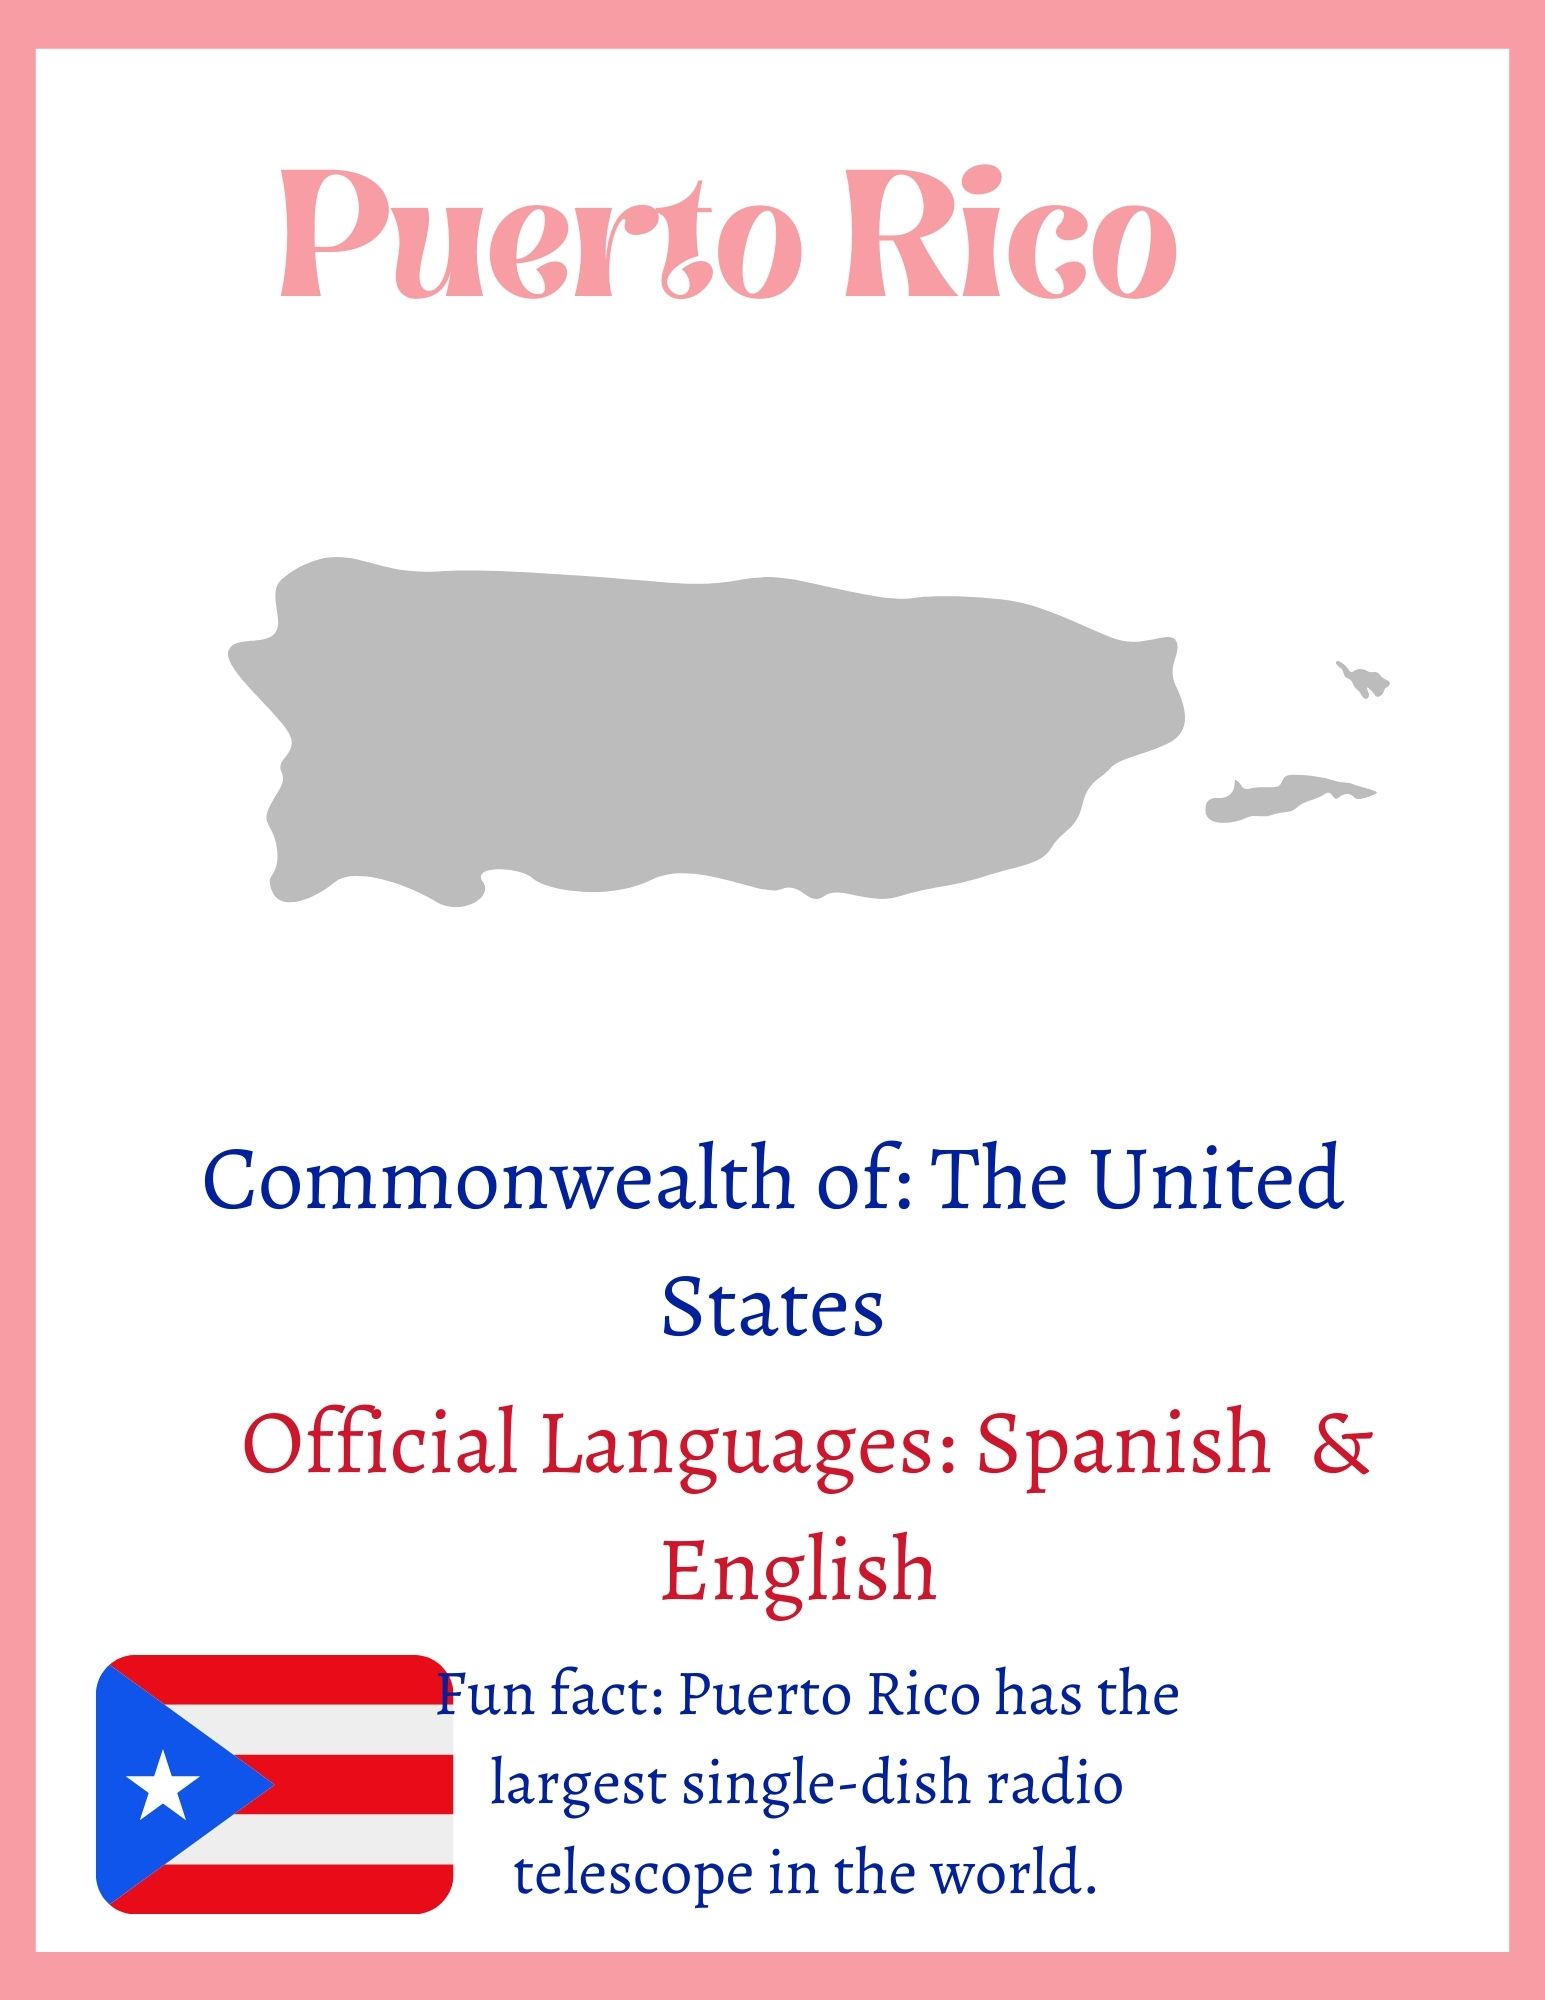 Puerto Rico
Commonwealth of: The United
States
Official Languages: Spanish  &
English
Fun fact: Puerto Rico has the
largest single-dish radio
telescope in the world.